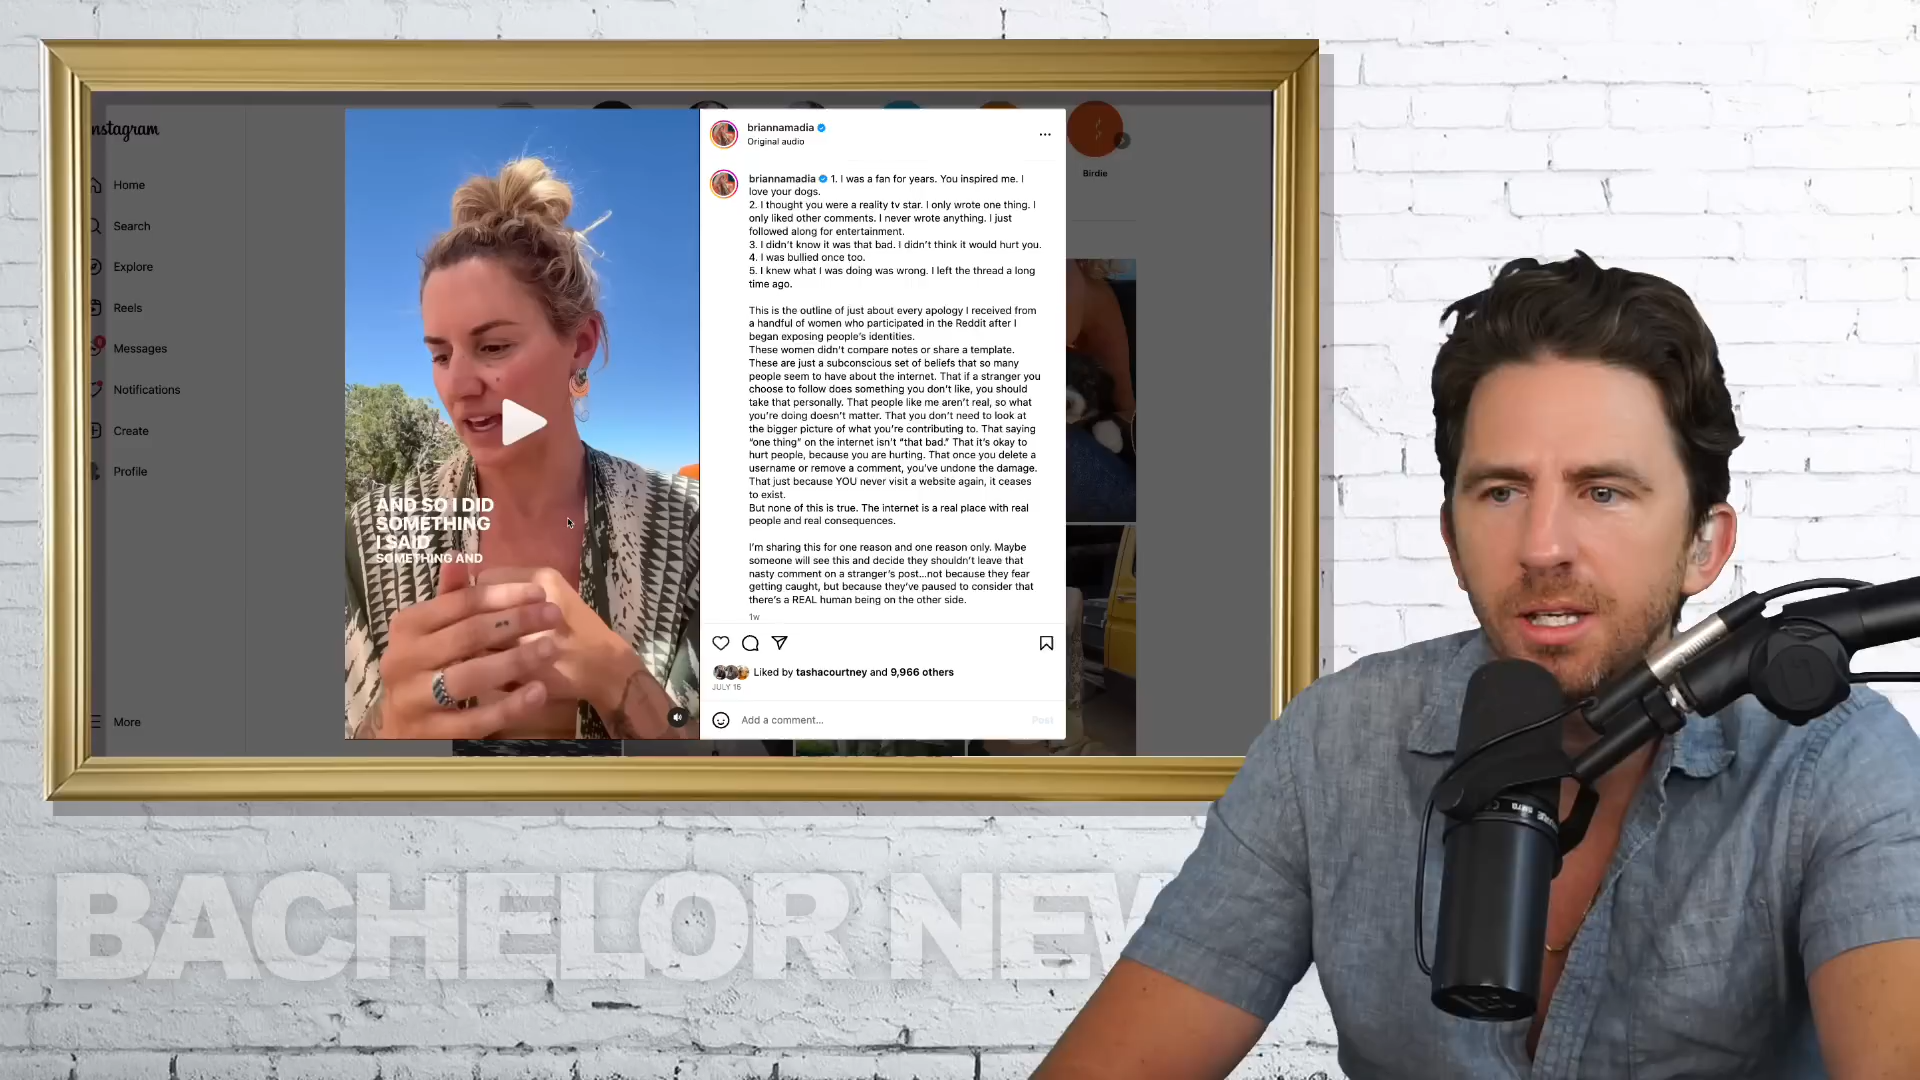 Instagram
Home
Search
Explore
Reels
Messages
Notifications
Create
Profile
More
AND SO I DID
SOMETHING
I SAID
SOMETHING AND
briannamadia
Original audio
briannamadia 1. I was a fan for years. You inspired me. I
love your dogs.
2. I thought you were a reality tv star. I only wrote one thing. I
only liked other comments. I never wrote anything. I just
followed along for entertainment.
3. I didn't know it was that bad. I didn't think it would hurt you.
4. I was bullied once too.
5. I knew what I was doing was wrong. I left the thread a long
time ago.
This is the outline of just about every apology I received from
a handful of women who participated in the Reddit after I
began exposing people's identities.
These women didn't compare notes or share a template.
These are just a subconscious set of beliefs that so many
people seem to have about the internet. That if a stranger you
choose to follow does something you don't like, you should
take that personally. That people like me aren't real, so what
you're doing doesn't matter. That you don't need to look at
the bigger picture of what you're contributing to. That saying
"one thing" on the internet isn't "that bad." That it's okay to
hurt people, because you are hurting. That once you delete a
username or remove a comment, you've undone the damage.
That just because YOU never visit a website again, it ceases
to exist.
But none of this is true. The internet is a real place with real
people and real consequences.
I'm sharing this for one reason and one reason only. Maybe
someone will see this and decide they shouldn't leave that
nasty comment on a stranger's post...not because they fear
getting caught, but because they've paused to consider that
there's a REAL human being on the other side.
1w
Liked by tashacourtney and 9,966 others
JULY 15
Add a comment...
Post
Birdie
BACHELOR NEW